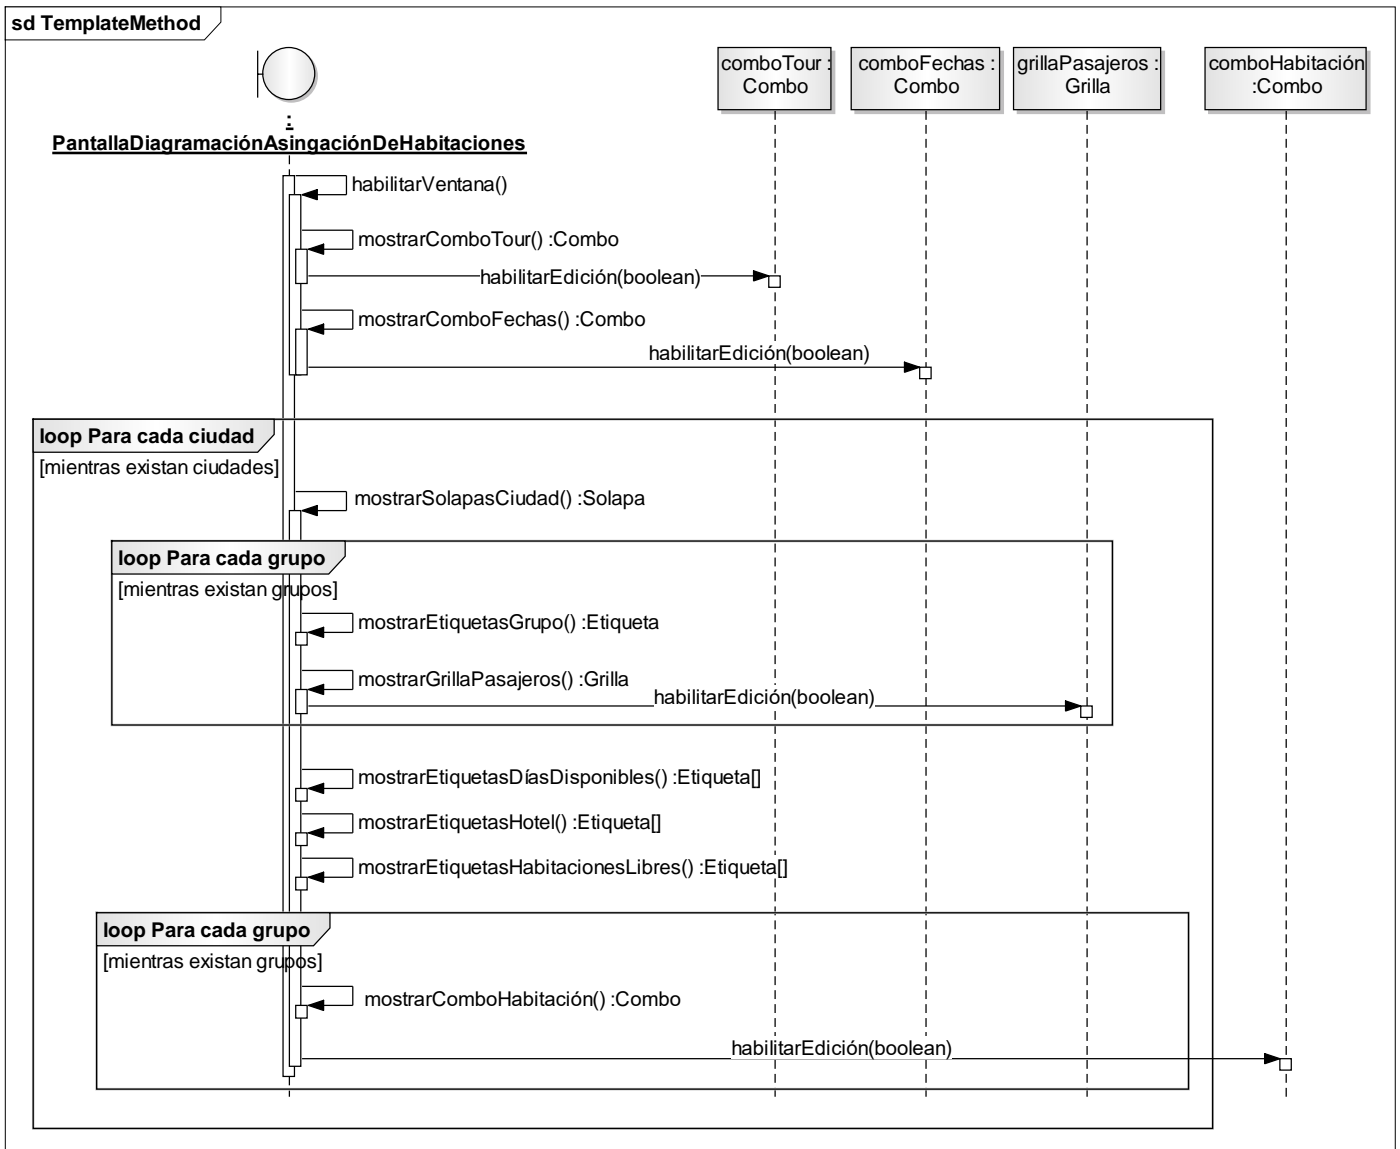 sd TemplateMethod
comboTour :
Combo
comboFechas :
Combo
grillaPasajeros :
Grilla
comboHabitación
:Combo
:
PantallaDiagramaciónAsingaciónDeHabitaciones
habilitarVentana()
mostrarComboTour() :Combo
habilitarEdición(boolean)
mostrarComboFechas() :Combo
habilitarEdición(boolean)
loop Para cada ciudad
[mientras existan ciudades]
mostrarSolapasCiudad() :Solapa
loop Para cada grupo
[mientras existan grupos]
mostrarEtiquetasGrupo() :Etiqueta
mostrarGrillaPasajeros() :Grilla
habilitarEdición(boolean)
mostrarEtiquetasDíasDisponibles() :Etiqueta[]
mostrarEtiquetasHotel() :Etiqueta[]
mostrarEtiquetasHabitacionesLibres() :Etiqueta[]
loop Para cada grupo
[mientras existan grupos]
mostrarComboHabitación() :Combo
habilitarEdición(boolean)